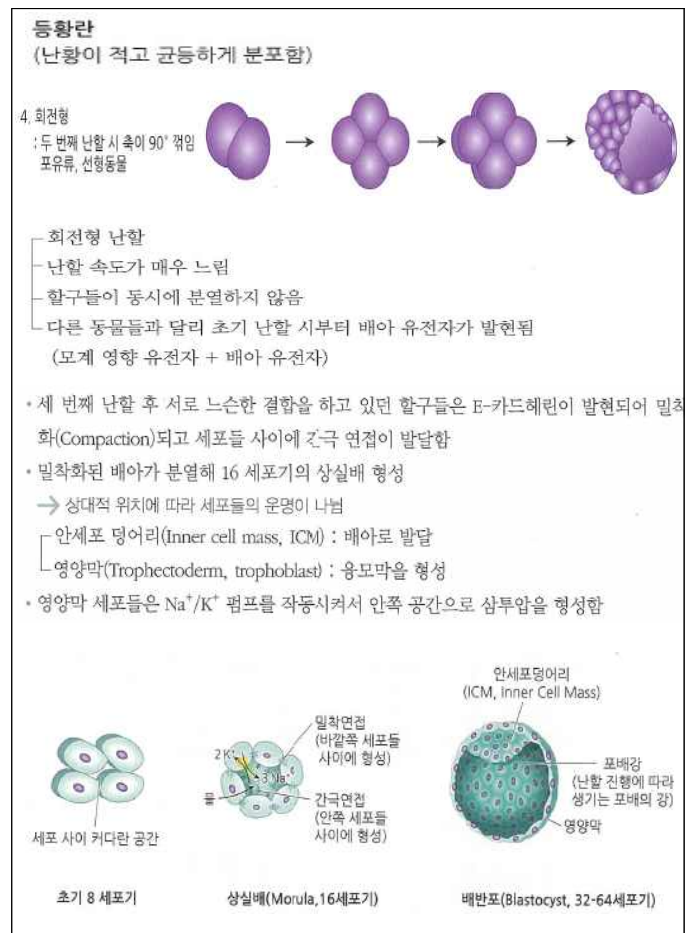 등황란
(난황이 적고 균등하게 분포함)
4. 회전형
: 두 번째 난할 시 축이 90° 꺾임
포유류, 선형동물
회전형 난할
난할 속도가 매우 느림
할구들이 동시에 분열하지 않음
다른 동물들과 달리 초기 난할 시부터 배아 유전자가 발현됨
(모계 영향 유전자 + 배아 유전자)
• 세 번째 난할 후 서로 느슨한 결합을 하고 있던 할구들은 E-카드헤린이 발현되어 밀착
화(Compaction)되고 세포들 사이에 간극 연접이 발달함
• 밀착화된 배아가 분열해 16 세포기의 상실배 형성
→ 상대적 위치에 따라 세포들의 운명이 나뉨
안세포 덩어리(Inner cell mass, ICM) : 배아로 발달
영양막(Trophectoderm, trophoblast) : 융모막을 형성
• 영양막 세포들은 Na⁺/K⁺ 펌프를 작동시켜서 안쪽 공간으로 삼투압을 형성함
세포 사이 커다란 공간
초기 8 세포기
2K⁺
3Na⁺
물
밀착연접
(바깥쪽 세포들
사이에 형성)
간극연접
(안쪽 세포들
사이에 형성)
상실배(Morula,16세포기)
안세포덩어리
(ICM, Inner Cell Mass)
포배강
(난할 진행에 따라
생기는 포배의 강)
영양막
배반포(Blastocyst, 32-64세포기)